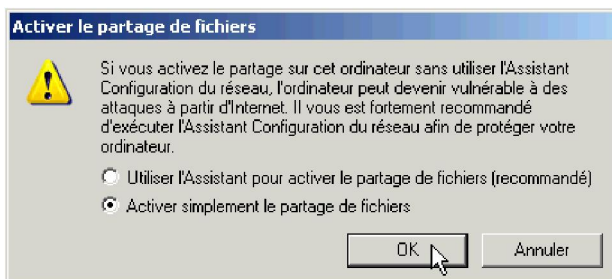 Activer le partage de fichiers
Si vous activez le partage sur cet ordinateur sans utiliser l'Assistant
Configuration du réseau, l'ordinateur peut devenir vulnérable à des
attaques à partir d'Internet. Il vous est fortement recommandé
d'exécuter l'Assistant Configuration du réseau afin de protéger votre
ordinateur.
Utiliser l'Assistant pour activer le partage de fichiers (recommandé)
Activer simplement le partage de fichiers
OK
Annuler